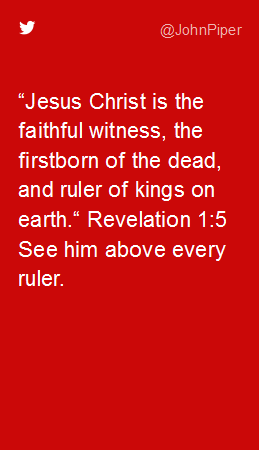 @JohnPiper
“Jesus Christ is the
faithful witness, the
firstborn of the dead,
and ruler of kings on
earth.“ Revelation 1:5
See him above every
ruler.